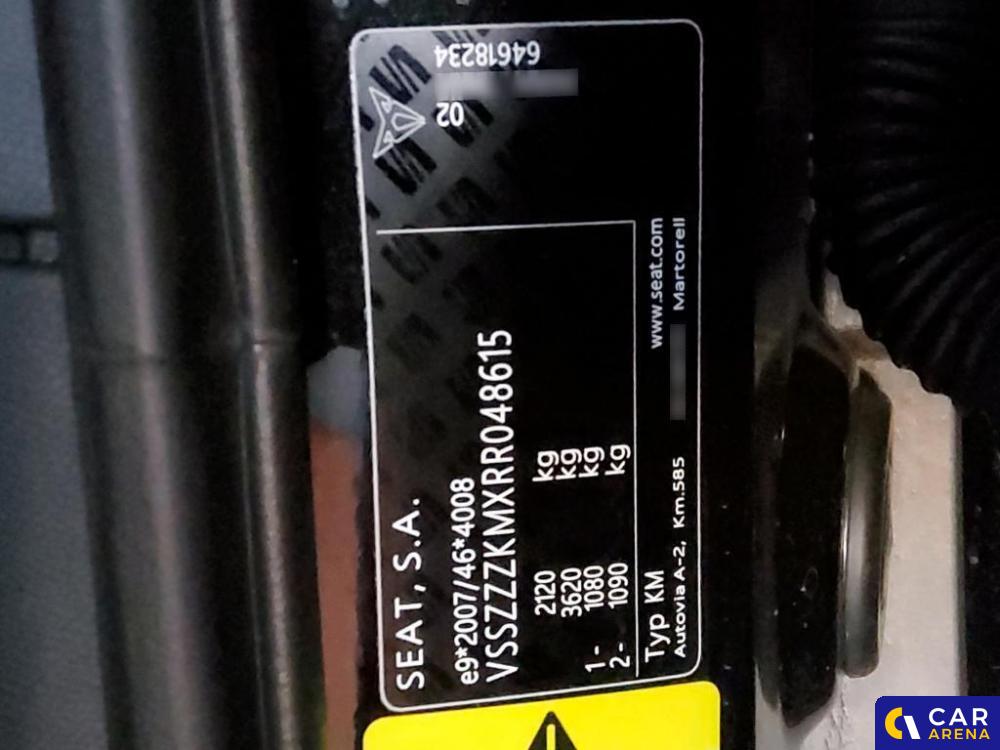 SEAT, S.A.
e9*2007/46*4008
VSSZZZKMXRR048615
2120 kg
3620 kg
1- 1080 kg
2- 1090 kg
Typ KM
www.seat.com
Autovia A-2, Km.585
Martorell
02
64618234
CAR
ARENA